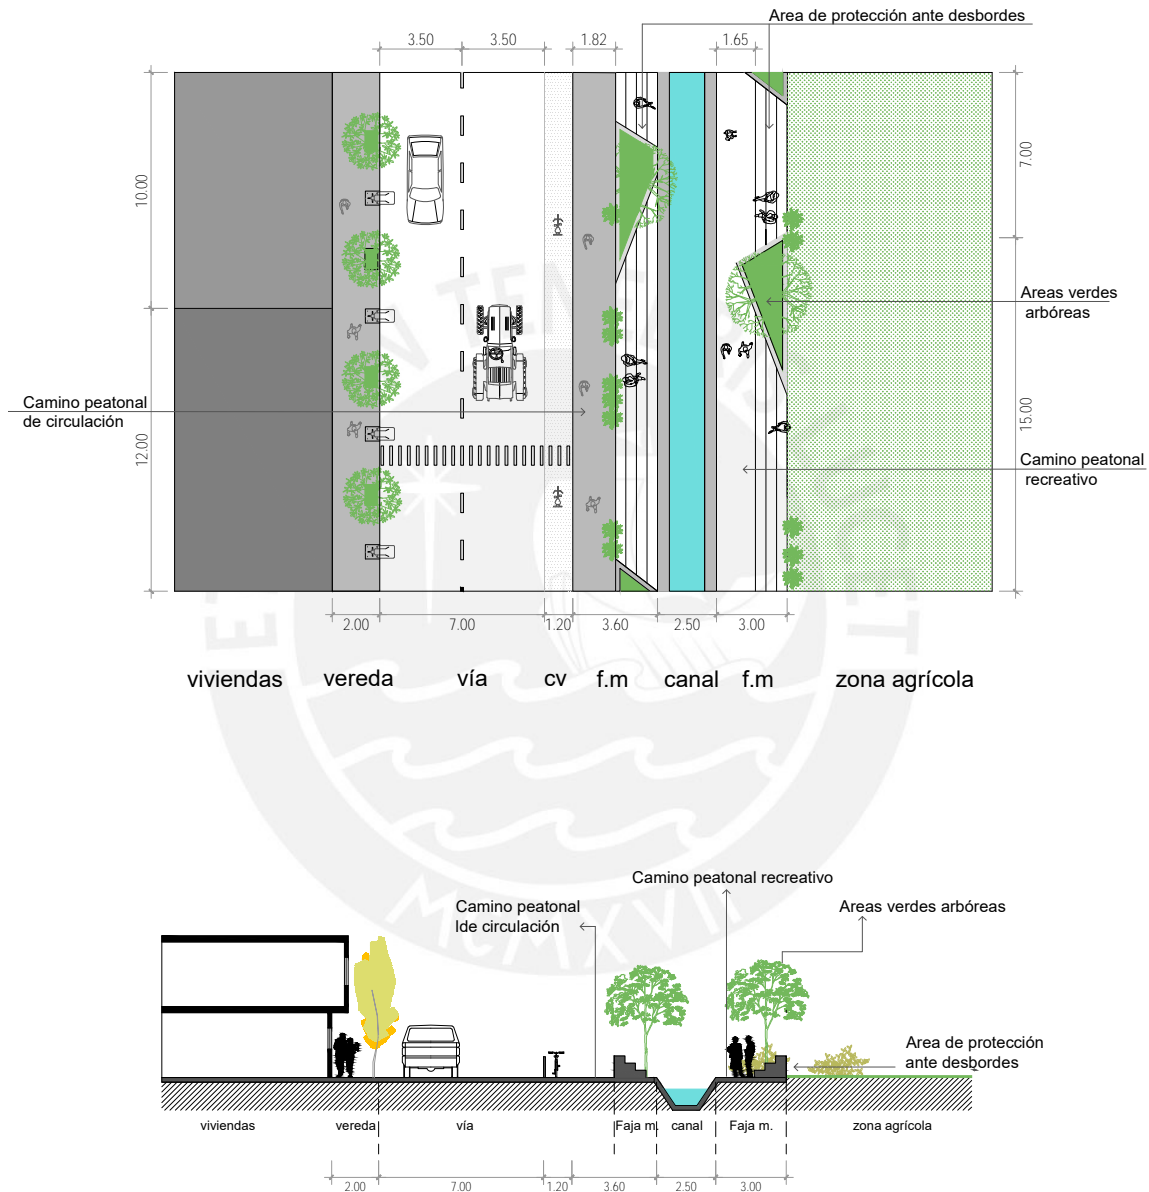 Area de protección ante desbordes
3.50 3.50 1.82 1.65
10.00
12.00
7.00
15.00
Areas verdes
arbóreas
Camino peatonal
de circulación
Camino peatonal
recreativo
2.00 7.00 1.20 3.60 2.50 3.00
viviendas vereda vía cv f.m canal f.m zona agrícola
MCMXVII
Camino peatonal recreativo
Camino peatonal
lde circulación
Areas verdes arbóreas
Area de protección
ante desbordes
viviendas vereda vía Faja m. canal Faja m. zona agrícola
2.00 7.00 1.20 3.60 2.50 3.00